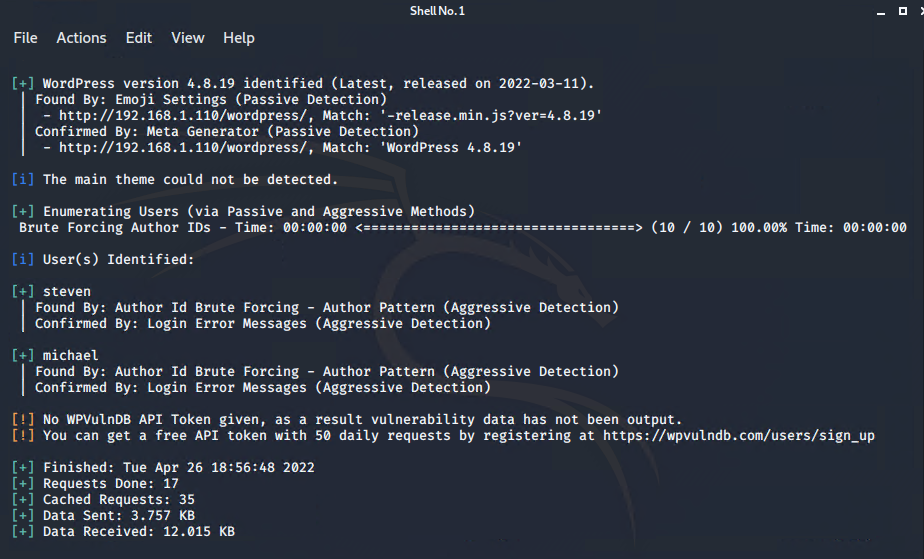 Shell No. 1
File Actions Edit View Help
[+] WordPress version 4.8.19 identified (Latest, released on 2022-03-11).
| Found By: Emoji Settings (Passive Detection)
|  - http://192.168.1.110/wordpress/, Match: '-release.min.js?ver=4.8.19'
| Confirmed By: Meta Generator (Passive Detection)
|  - http://192.168.1.110/wordpress/, Match: 'WordPress 4.8.19'
[i] The main theme could not be detected.
[+] Enumerating Users (via Passive and Aggressive Methods)
Brute Forcing Author IDs - Time: 00:00:00 <==================================> (10 / 10) 100.00% Time: 00:00:00
[i] User(s) Identified:
[+] steven
| Found By: Author Id Brute Forcing - Author Pattern (Aggressive Detection)
| Confirmed By: Login Error Messages (Aggressive Detection)
[+] michael
| Found By: Author Id Brute Forcing - Author Pattern (Aggressive Detection)
| Confirmed By: Login Error Messages (Aggressive Detection)
[!] No WPVulnDB API Token given, as a result vulnerability data has not been output.
[!] You can get a free API token with 50 daily requests by registering at https://wpvulndb.com/users/sign_up
[+] Finished: Tue Apr 26 18:56:48 2022
[+] Requests Done: 17
[+] Cached Requests: 35
[+] Data Sent: 3.757 KB
[+] Data Received: 12.015 KB